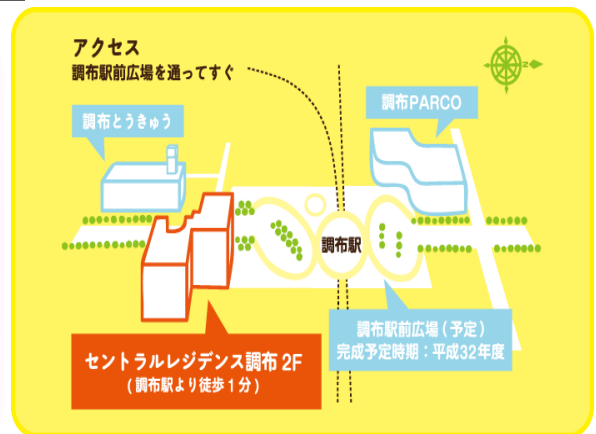 アクセス
調布駅前広場を通ってすぐ
N
調布とうきゅう
調布PARCO
調布駅
調布駅前広場（予定）
完成予定時期：平成32年度
セントラルレジデンス調布 2F
(調布駅より徒歩1分)